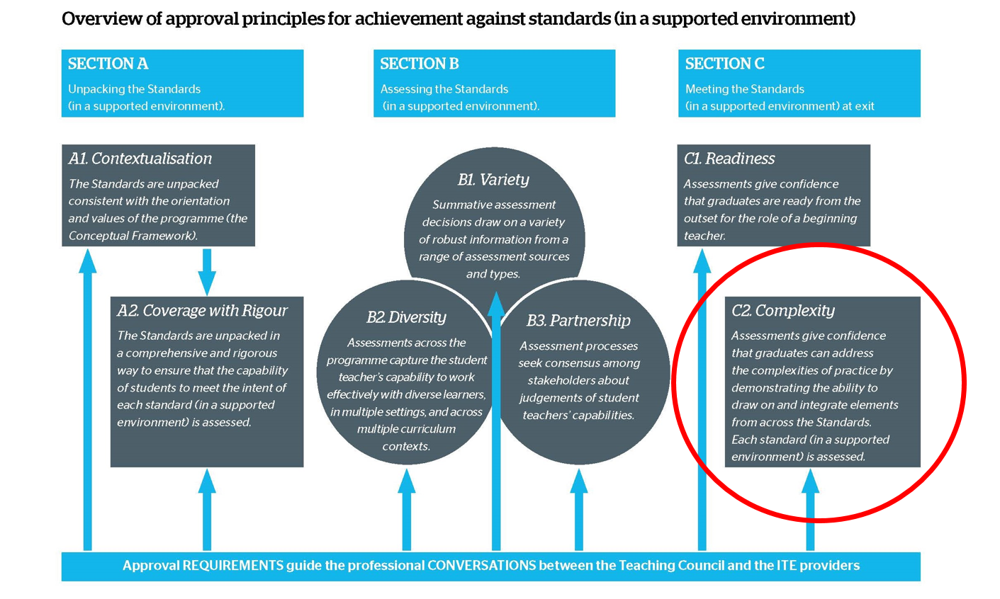 Overview of approval principles for achievement against standards (in a supported environment)
SECTION A
Unpacking the Standards
(in a supported environment).
SECTION B
Assessing the Standards
(in a supported environment).
SECTION C
Meeting the Standards
(in a supported environment) at exit
A1. Contextualisation
The Standards are unpacked
consistent with the orientation
and values of the programme (the
Conceptual Framework).
A2. Coverage with Rigour
The Standards are unpacked in
a comprehensive and rigorous
way to ensure that the capability
of students to meet the intent of
each standard (in a supported
environment) is assessed.
B1. Variety
Summative assessment
decisions draw on a variety
of robust information from a
range of assessment sources
and types.
B2. Diversity
Assessments across the
programme capture the student
teacher's capability to work
effectively with diverse learners,
in multiple settings, and across
multiple curriculum
contexts.
B3. Partnership
Assessment processes
seek consensus among
stakeholders about
judgements of student
teachers' capabilities.
C1. Readiness
Assessments give confidence
that graduates are ready from the
outset for the role of a beginning
teacher.
C2. Complexity
Assessments give confidence
that graduates can address
the complexities of practice by
demonstrating the ability to
draw on and integrate elements
from across the Standards.
Each standard (in a supported
environment) is assessed.
Approval REQUIREMENTS guide the professional CONVERSATIONS between the Teaching Council and the ITE providers